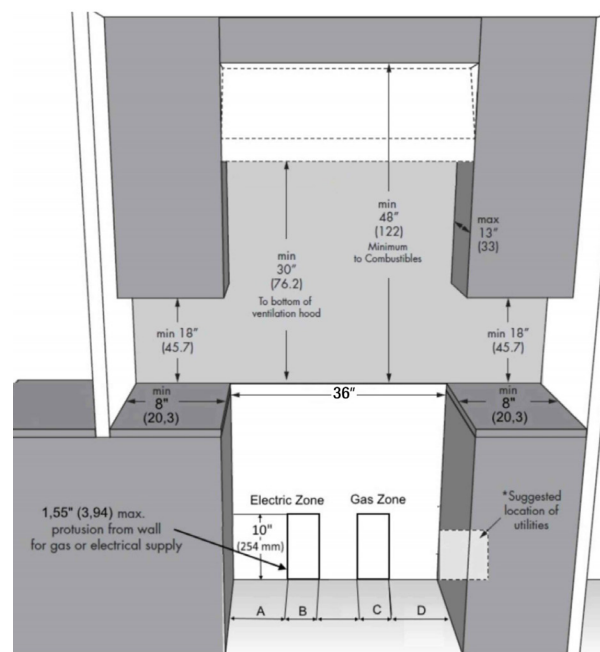 min
48"
(122)
Minimum
to Combustibles
max
13"
(33)
min
30"
(76.2)
To bottom of
ventilation hood
min 18"
(45.7)
min 18"
(45.7)
min
8"
(20,3)
36"
min
8"
(20,3)
Electric Zone
Gas Zone
*Suggested
location of
utilities
1,55" (3,94) max.
protusion from wall
for gas or electrical supply
10"
(254 mm)
A
B
C
D